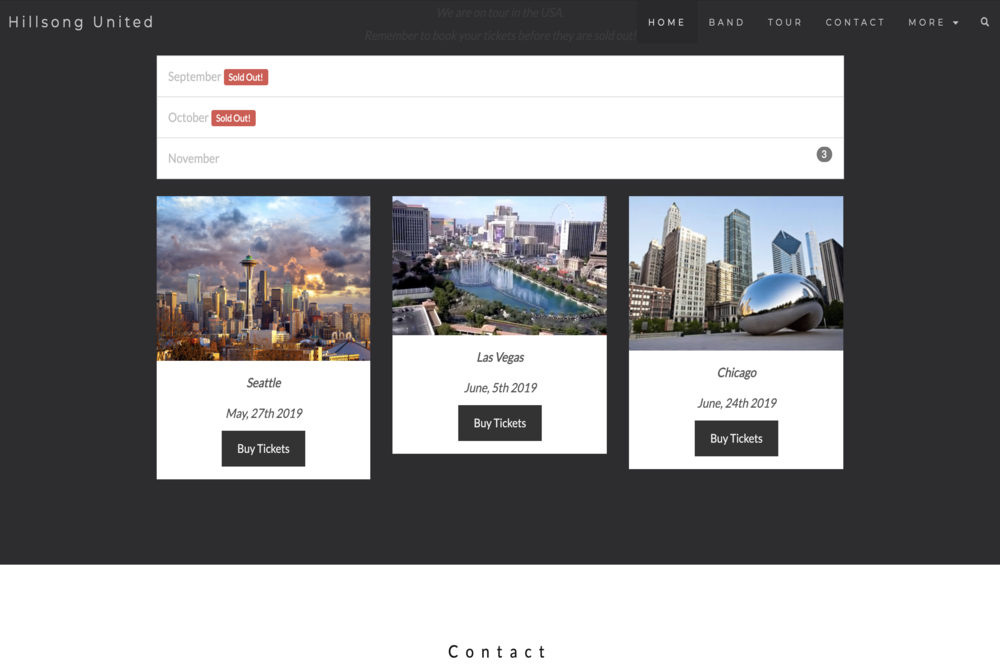 Hillsong United
HOME BAND TOUR CONTACT MORE
We are on tour in the USA.
Remember to book your tickets before they are sold out!
September Sold Out!
October Sold Out!
November 3
Seattle
May, 27th 2019
Buy Tickets
Las Vegas
June, 5th 2019
Buy Tickets
Chicago
June, 24th 2019
Buy Tickets
Contact